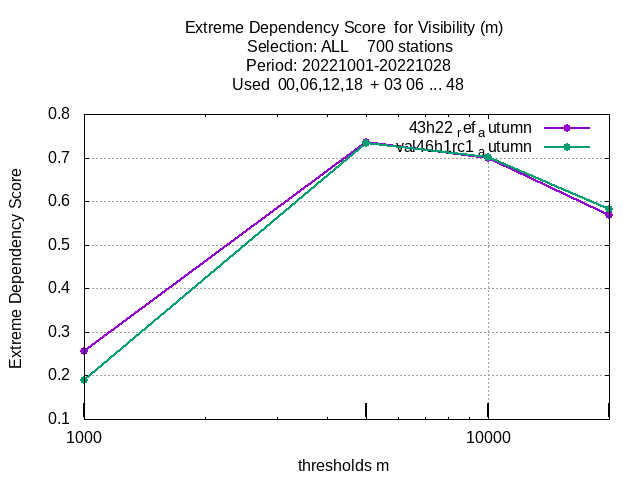 Extreme Dependency Score for Visibility (m)
Selection: ALL 700 stations
Period: 20221001-20221028
Used 00,06,12,18 + 03 06 ... 48
43h22 refautumn
val46h1rc1 autumn
0.8
0.7
0.6
0.5
0.4
0.3
0.2
0.1
Extreme Dependency Score
1000
10000
thresholds m